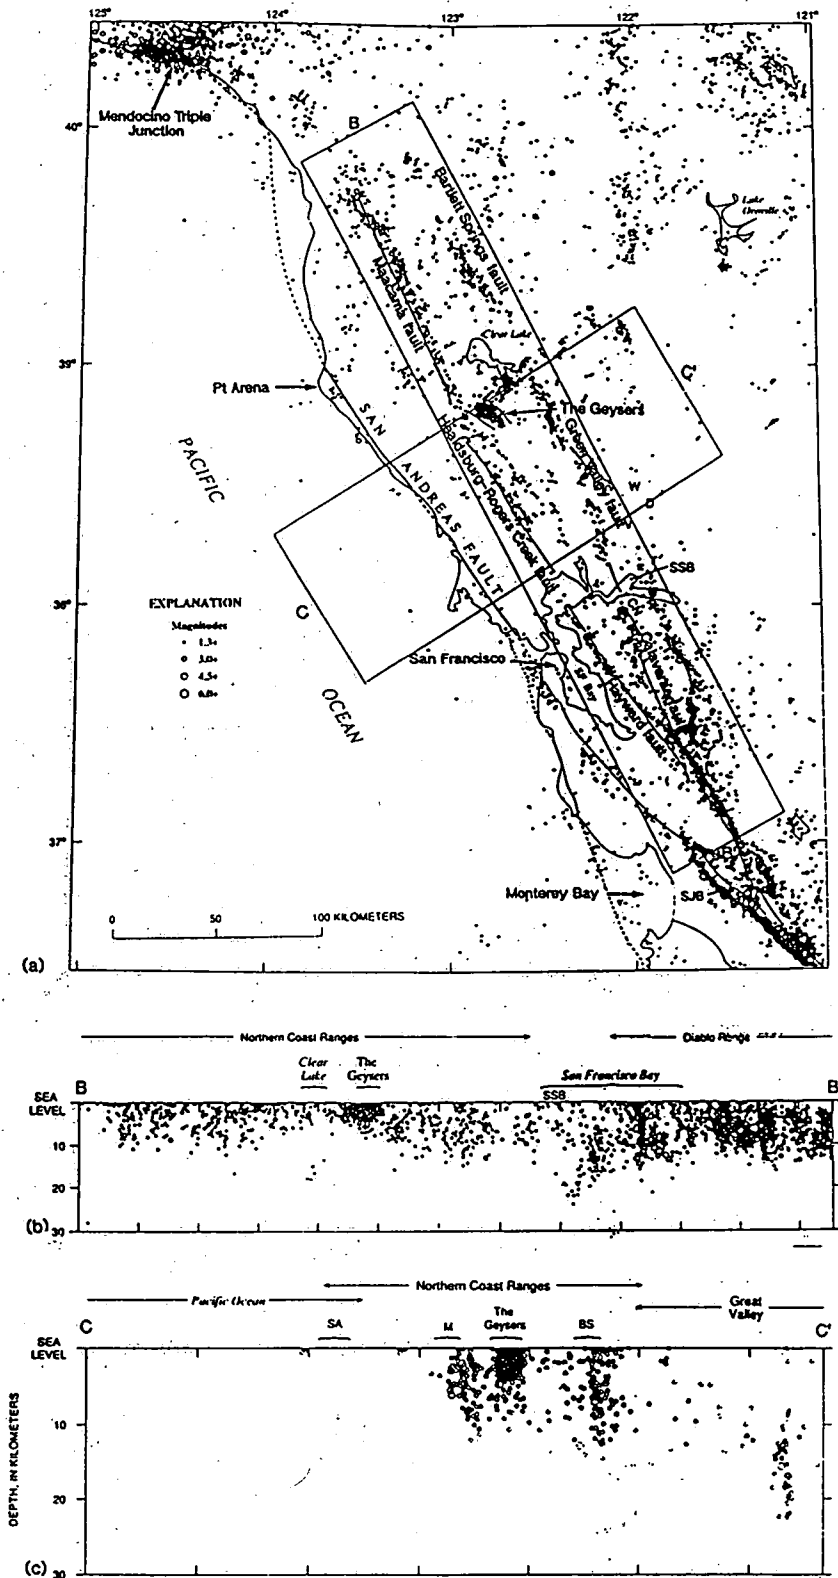 125° 124° 123° 122° 121°
Mendocino Triple
Junction
40°
B
Bartlett Springs fault
Lake
Oroville
Maacama fault
39°
Clear Lake
Pt Arena
C'
The Geysers
SAN ANDREAS FAULT
Healdsburg-Rogers Creek fault
Green Valley fault
PACIFIC
W
D
SSB
38°
EXPLANATION
Magnitudes
1.3+
3.0+
4.5+
6.0+
C
San Francisco
SF Bay
Hayward fault
OCEAN
37°
Monterey Bay
SJB
0 50 100 KILOMETERS
(a)
Northern Coast Ranges Diablo Range
Clear
Lake
The
Geysers
San Francisco Bay
B B
SSB
SEA
LEVEL
10
20
30
(b)
Northern Coast Ranges
Pacific Ocean
Great
Valley
C SA M The
Geysers BS C'
SEA
LEVEL
10
20
30
DEPTH, IN KILOMETERS
(c)